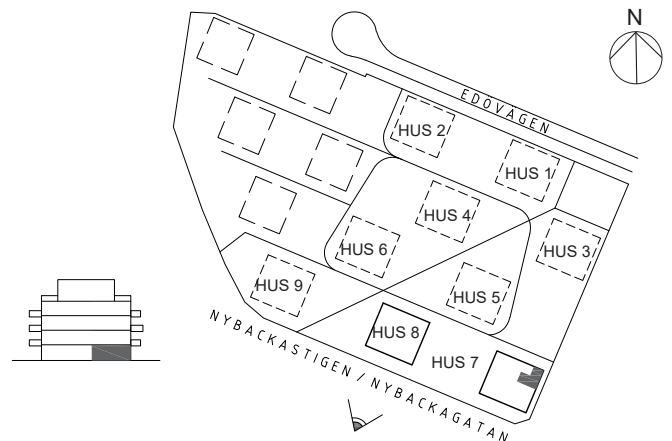 N
EDOVÄGEN
HUS 2
HUS 1
HUS 4
HUS 3
HUS 6
HUS 9
HUS 5
HUS 8
HUS 7
NYBACKASTIGEN / NYBACKAGATAN